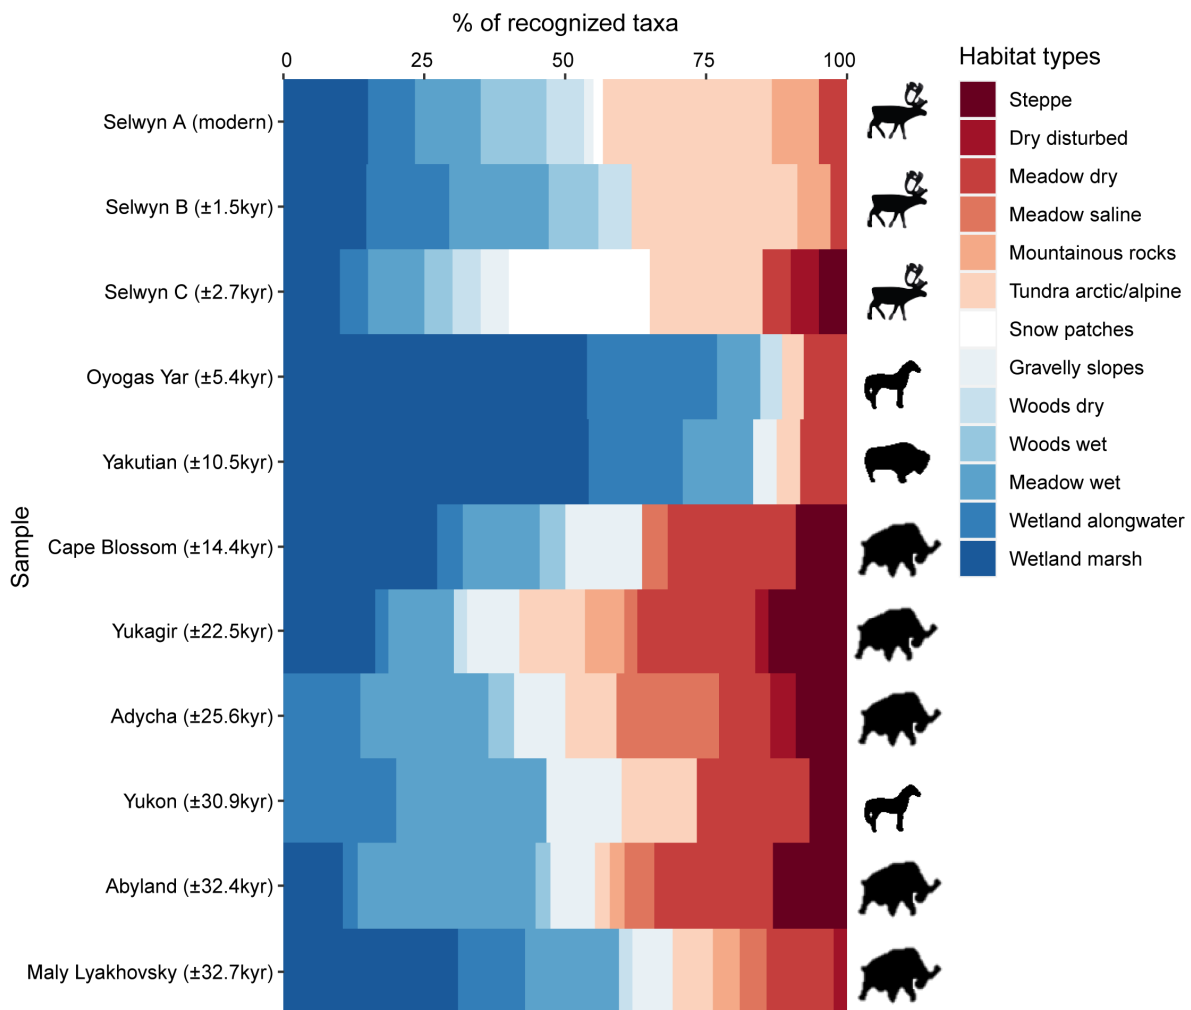 % of recognized taxa
0 25 50 75 100
Habitat types
Steppe
Dry disturbed
Meadow dry
Meadow saline
Mountainous rocks
Tundra arctic/alpine
Snow patches
Gravelly slopes
Woods dry
Woods wet
Meadow wet
Wetland alongwater
Wetland marsh
Sample
Selwyn A (modern)
Selwyn B (±1.5kyr)
Selwyn C (±2.7kyr)
Oyogas Yar (±5.4kyr)
Yakutian (±10.5kyr)
Cape Blossom (±14.4kyr)
Yukagir (±22.5kyr)
Adycha (±25.6kyr)
Yukon (±30.9kyr)
Abyland (±32.4kyr)
Maly Lyakhovsky (±32.7kyr)